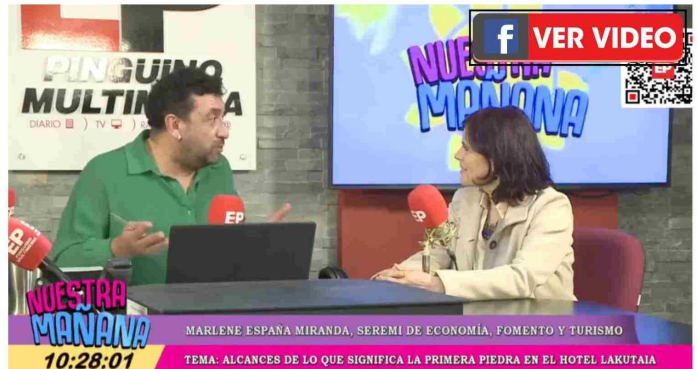 VER VIDEO
PINGÜINO
MULTIMEDIA
DIARIO ) TV )
NUESTRA
MAÑANA
EP
EP
EP
EP
NUESTRA
MAÑANA
10:28:01
MARLENE ESPAÑA MIRANDA, SEREMI DE ECONOMÍA, FOMENTO Y TURISMO
TEMA: ALCANCES DE LO QUE SIGNIFICA LA PRIMERA PIEDRA EN EL HOTEL LAKUTAIA